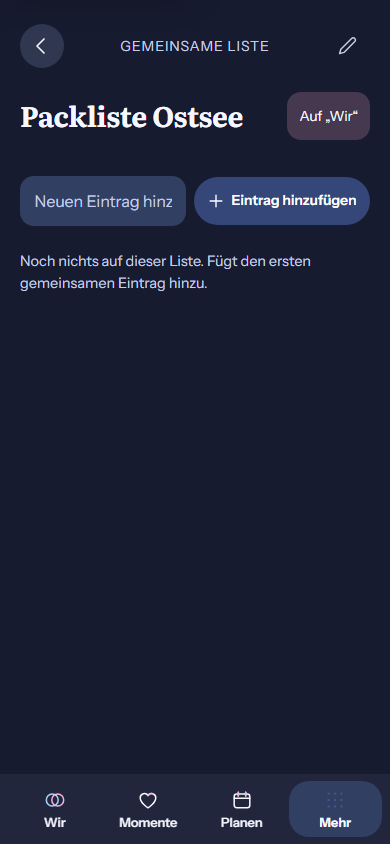 GEMEINSAME LISTE
Packliste Ostsee
Auf „Wir“
Neuen Eintrag hinz
Eintrag hinzufügen
Noch nichts auf dieser Liste. Fügt den ersten
gemeinsamen Eintrag hinzu.
Wir
Momente
Planen
Mehr